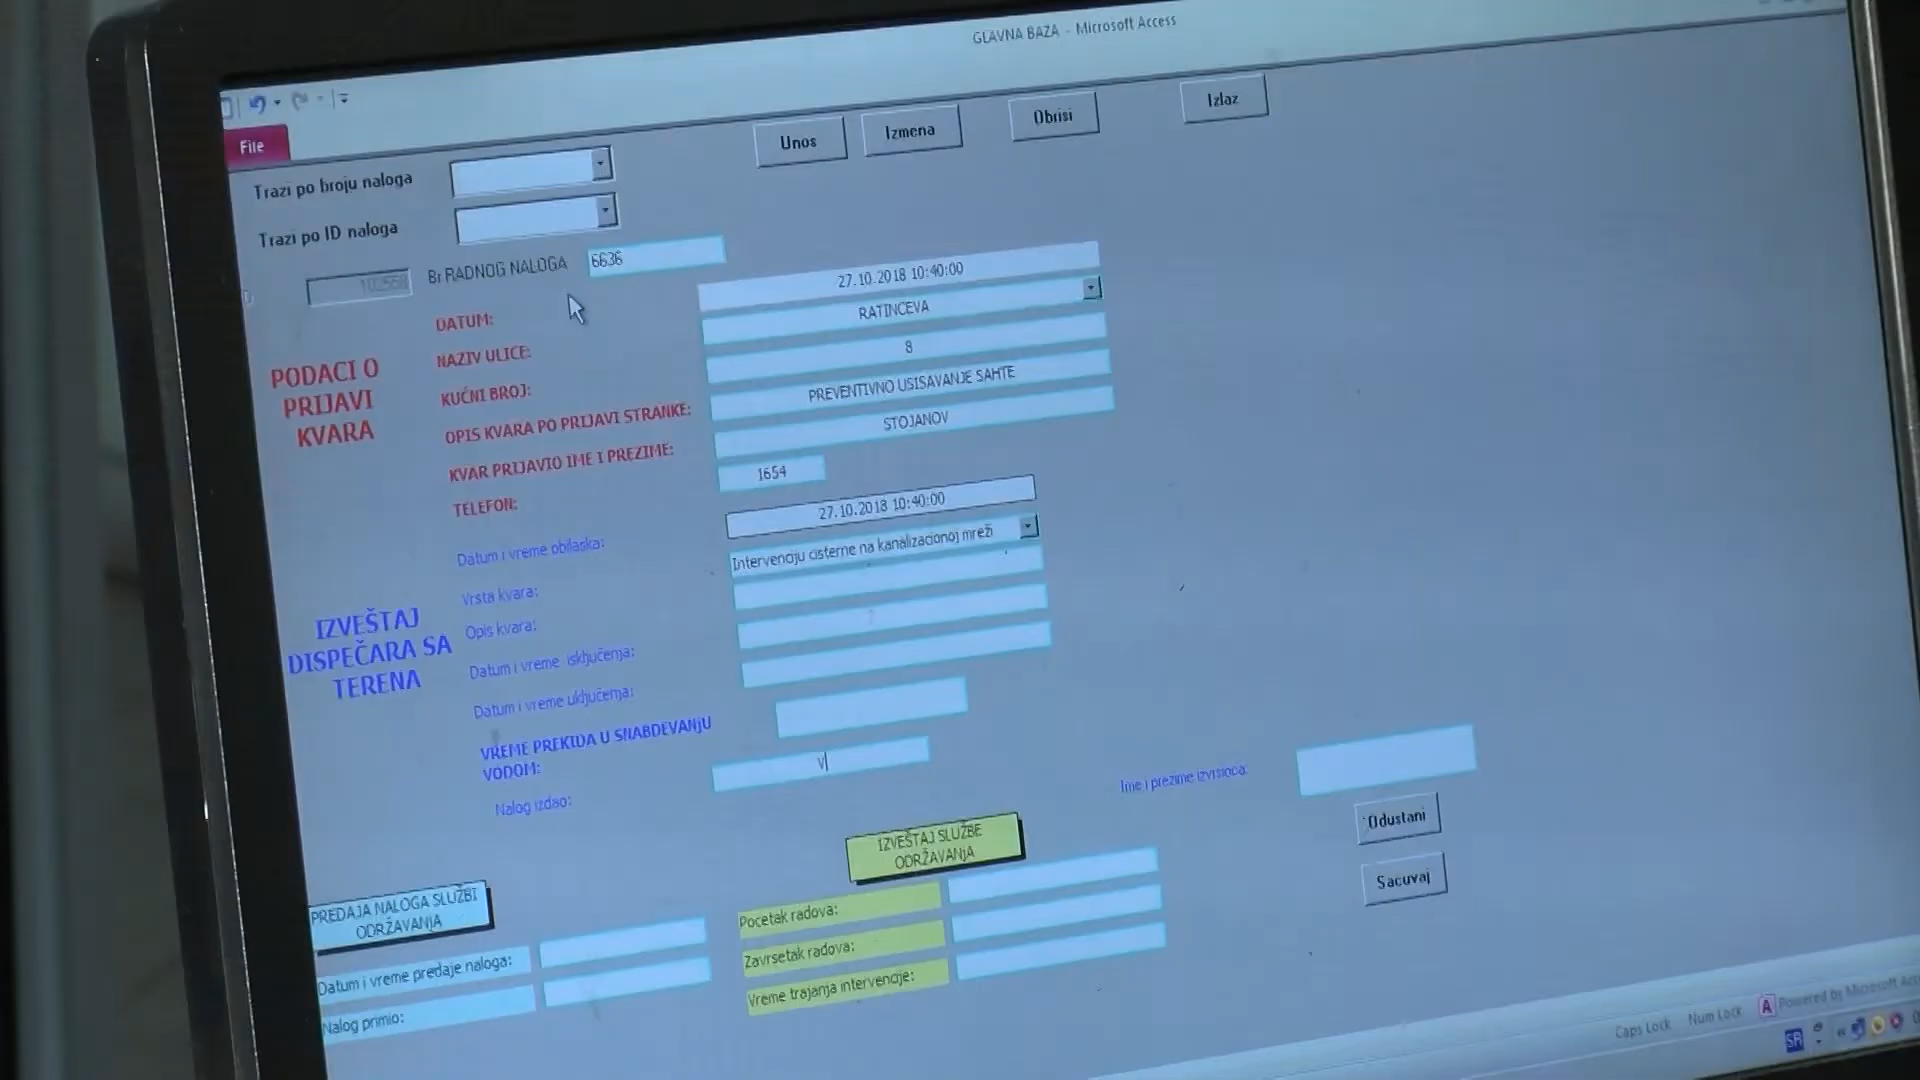 GLAVNA BAZA - Microsoft Access
File
Unos
Izmena
Obrisi
Izlaz
Trazi po broju naloga
Trazi po ID naloga
Br RADNOG NALOGA 6636
PODACI O
PRIJAVI
KVARA
DATUM: 27.10.2018 10:40:00
NAZIV ULICE: RATINCEVA
KUĆNI BROJ: 8
OPIS KVARA PO PRIJAVI STRANKE: PREVENTIVNO USISAVANJE SAHTE
KVAR PRIJAVIO IME I PREZIME: STOJANOV
TELEFON: 1654
IZVEŠTAJ
DISPEČARA SA
TERENA
Datum i vreme obilaska: 27.10.2018 10:40:00
Vrsta kvara: Intervenciju cisterne na kanalizacionoj mreži
Opis kvara:
Datum i vreme isključenja:
Datum i vreme uključenja:
VREME PREKIDA U SNABDEVANjU
VODOM:
Nalog izdao: V
Ime i prezime izvrsioca:
Odustani
Sacuvaj
PREDAJA NALOGA SLUŽBI
ODRŽAVANjA
Datum i vreme predaje naloga:
Nalog primio:
IZVEŠTAJ SLUŽBE
ODRŽAVANjA
Pocetak radova:
Zavrsetak radova:
Vreme trajanja intervencije:
Caps Lock Num Lock Powered by Microsoft Acc
SR